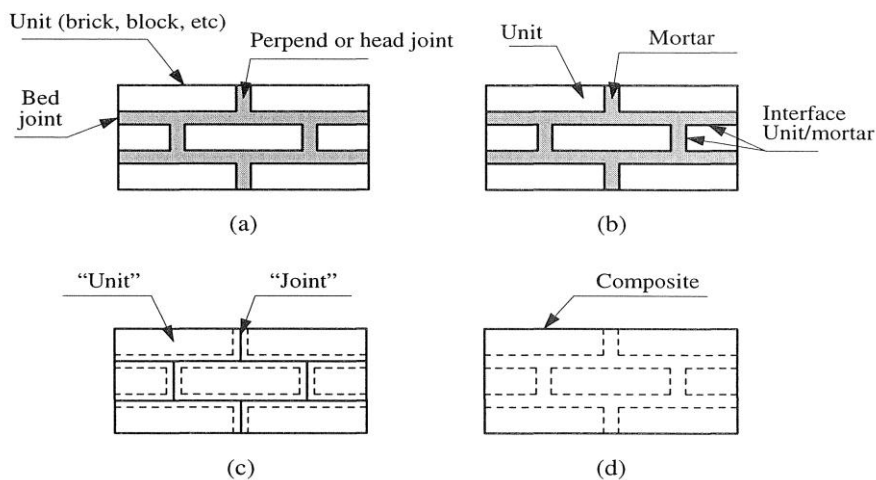 Unit (brick, block, etc)
Perpend or head joint
Bed
joint
(a)
Unit
Mortar
Interface
Unit/mortar
(b)
“Unit”
“Joint”
(c)
Composite
(d)